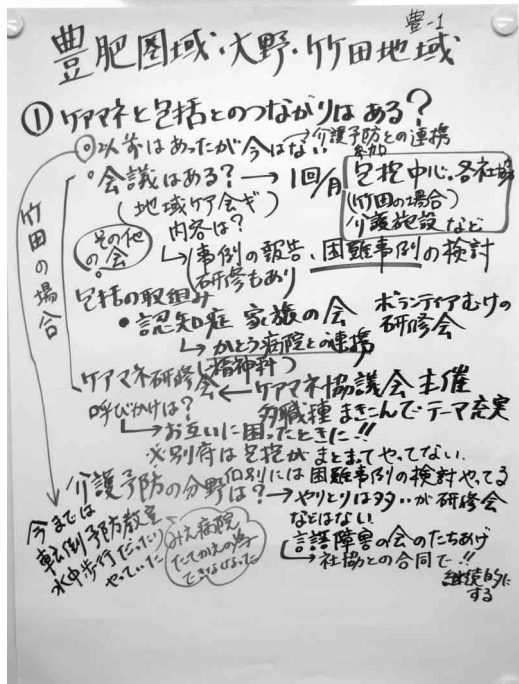 豊-1
豊肥圏域・大野・竹田地域
① ケアマネと包括とのつながりはある?
◎以前はあったが今はない。→介護予防との連携
参加
・会議はある?→1回/月
包括中心、各社協
(竹田の場合)
介護施設など
(地域ケア会ギ)
その他の会
内容は?
↳事例の報告、困難事例の検討
研修もあり
竹田の場合
包括の取組み
・認知症 家族の会
ボランティアむけの
研修会
↳かとう病院との連携
(精神科)
ケアマネ研修会←ケアマネ協議会主催
呼びかけは?
多職種まきこんでテーマ充実
↳お互いに困ったときに!!
※別府は包括がまとまってやってない。
個別には困難事例の検討やってる
介護予防の分野は?→やりとりは多いが研修会
などはない
今までは
転倒予防教室
水中歩行だったり
やっていた
みえ病院
たてかえの為
できなくなった
言語障害の会のたちあげ
→社協との合同で!!
継続的に
する